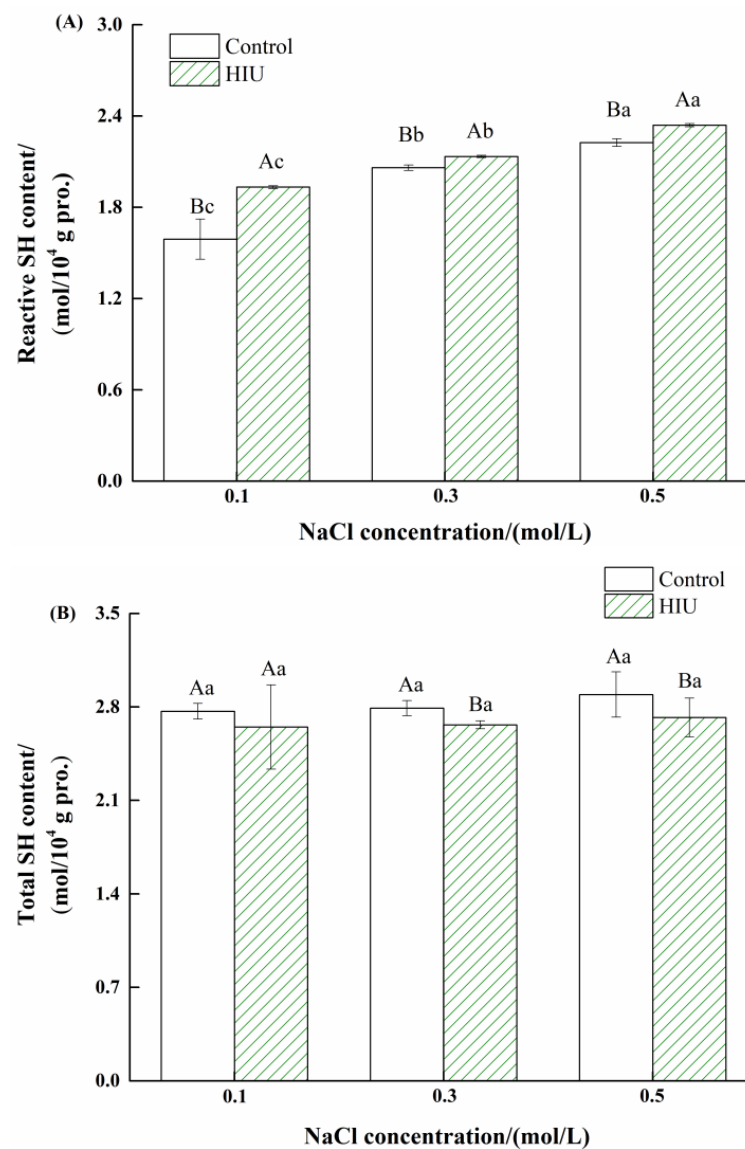 (A)
3.0
2.4
1.8
1.2
0.6
0.0
Reactive SH content/
(mol/10⁴ g pro.)
Control
HIU
Bc
Ac
Bb
Ab
Ba
Aa
0.1
0.3
0.5
NaCl concentration/(mol/L)
(B)
3.5
2.8
2.1
1.4
0.7
0.0
Total SH content/
(mol/10⁴ g pro.)
Control
HIU
Aa
Aa
Aa
Ba
Aa
Ba
0.1
0.3
0.5
NaCl concentration/(mol/L)